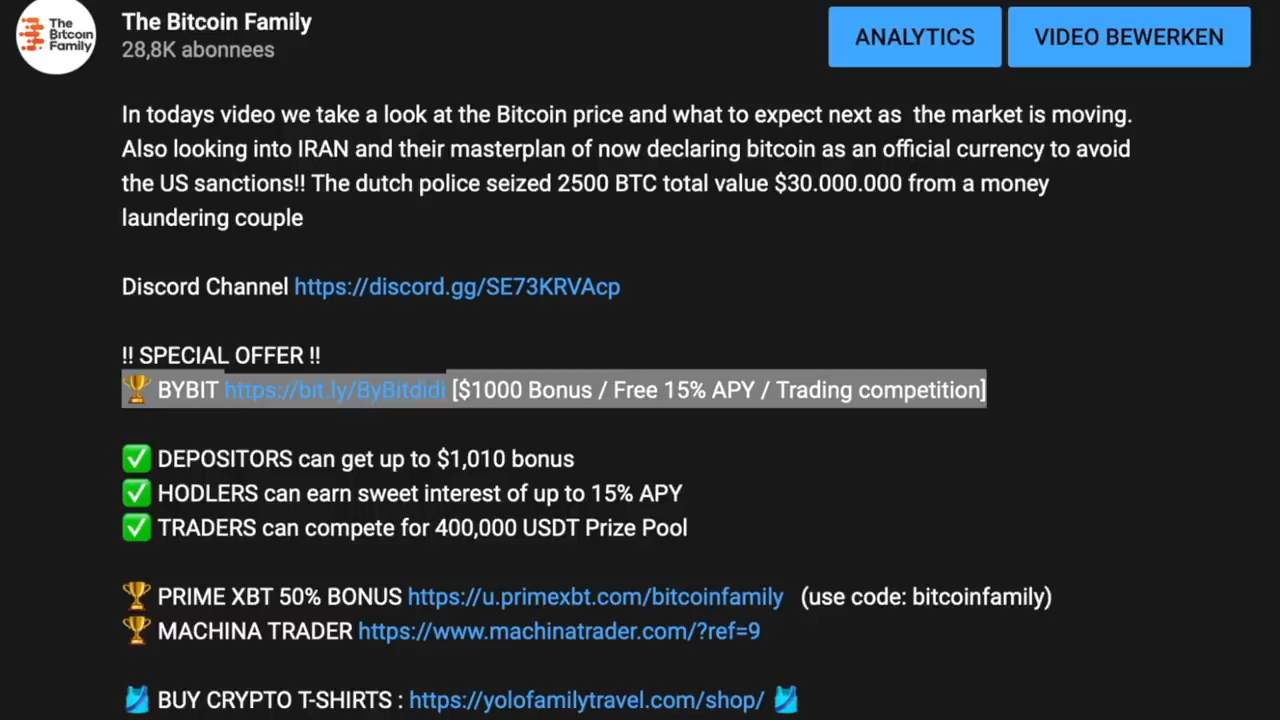 The Bitcoin Family
The Bitcoin Family
28,8K abonnees
ANALYTICS
VIDEO BEWERKEN
In todays video we take a look at the Bitcoin price and what to expect next as the market is moving.
Also looking into IRAN and their masterplan of now declaring bitcoin as an official currency to avoid
the US sanctions!! The dutch police seized 2500 BTC total value $30.000.000 from a money
laundering couple
Discord Channel https://discord.gg/SE73KRVAcp
!! SPECIAL OFFER !!
🏆 BYBIT https://bit.ly/ByBitdidi [$1000 Bonus / Free 15% APY / Trading competition]
✅ DEPOSITORS can get up to $1,010 bonus
✅ HODLERS can earn sweet interest of up to 15% APY
✅ TRADERS can compete for 400,000 USDT Prize Pool
🏆 PRIME XBT 50% BONUS https://u.primexbt.com/bitcoinfamily (use code: bitcoinfamily)
🏆 MACHINA TRADER https://www.machinatrader.com/?ref=9
🎽 BUY CRYPTO T-SHIRTS : https://yolofamilytravel.com/shop/ 🎽